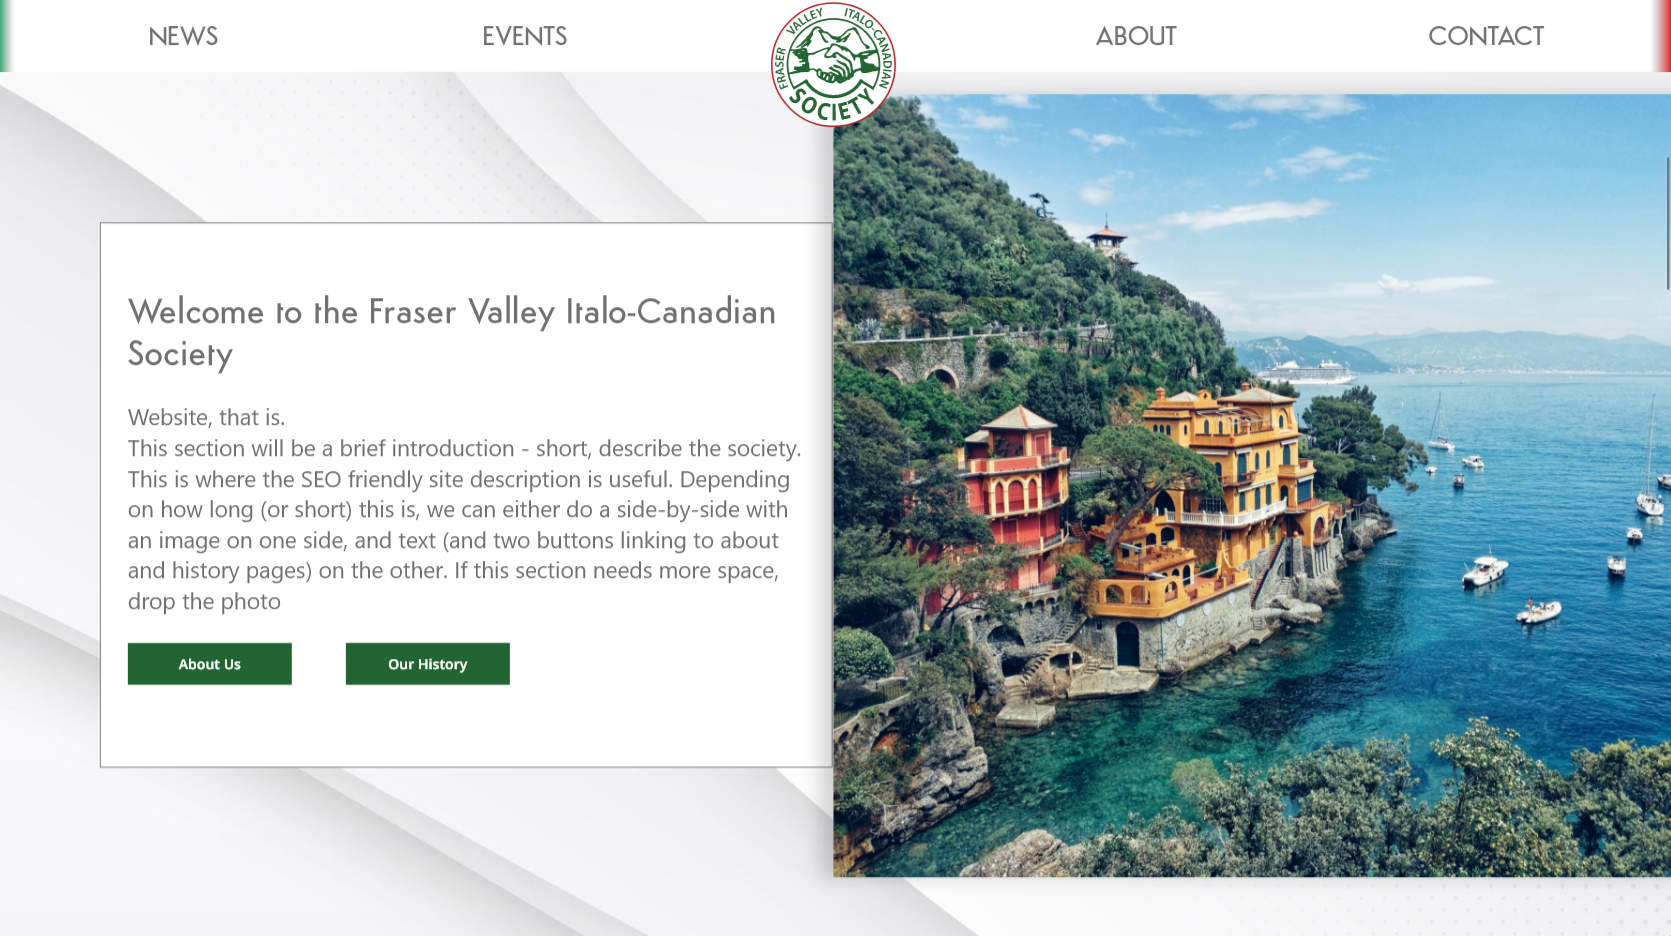 NEWS
EVENTS
FRASER VALLEY ITALO-CANADIAN
SOCIETY
ABOUT
CONTACT
Welcome to the Fraser Valley Italo-Canadian
Society
Website, that is.
This section will be a brief introduction - short, describe the society.
This is where the SEO friendly site description is useful. Depending
on how long (or short) this is, we can either do a side-by-side with
an image on one side, and text (and two buttons linking to about
and history pages) on the other. If this section needs more space,
drop the photo
About Us
Our History